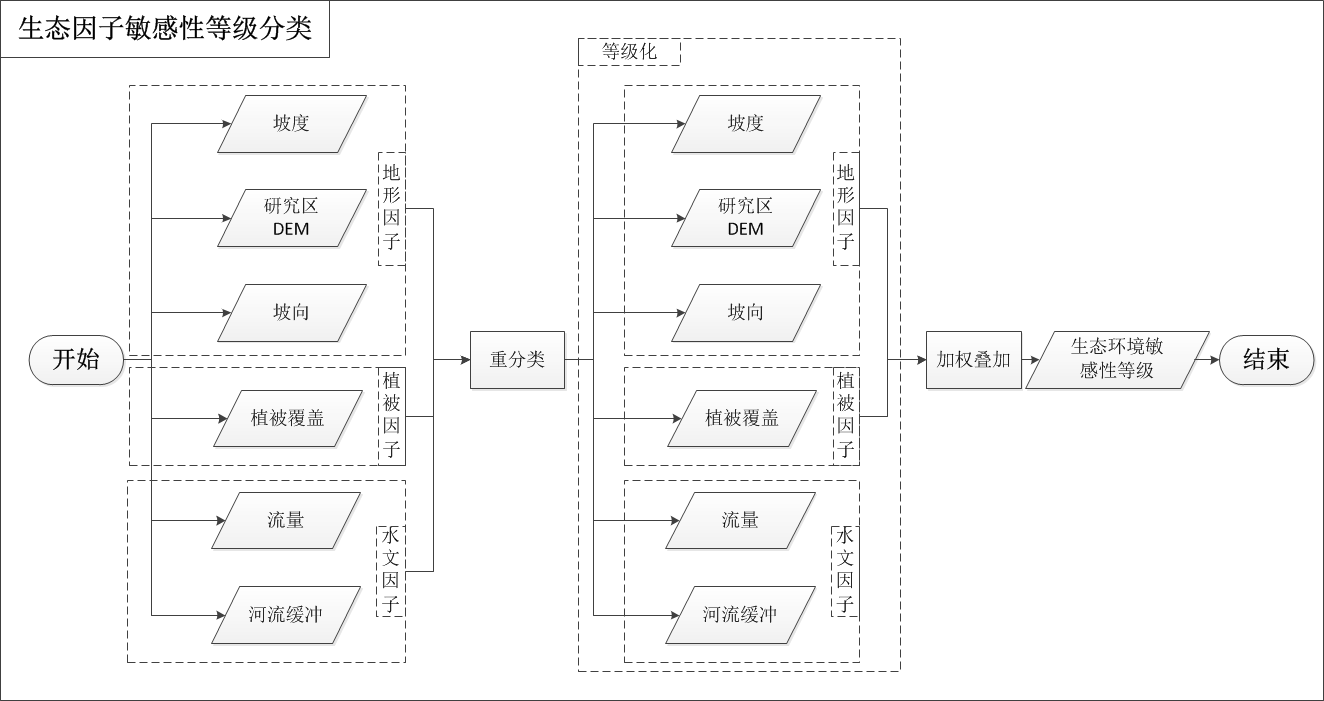 生态因子敏感性等级分类
开始
坡度
研究区
DEM
坡向
地形因子
植被覆盖
植被因子
流量
河流缓冲
水文因子
重分类
等级化
坡度
研究区
DEM
坡向
地形因子
植被覆盖
植被因子
流量
河流缓冲
水文因子
加权叠加
生态环境敏
感性等级
结束